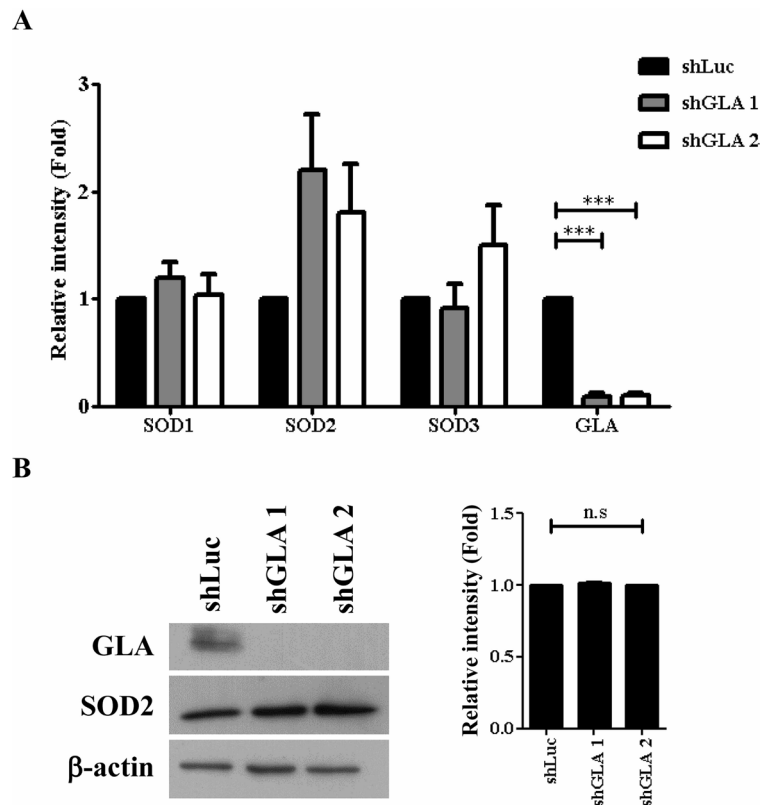 A
Relative intensity (Fold)
3
2
1
0
shLuc
shGLA 1
shGLA 2
***
***
SOD1 SOD2 SOD3 GLA
B
shLuc shGLA 1 shGLA 2
GLA
SOD2
β-actin
Relative intensity (Fold)
1.5
1.0
0.5
0.0
n.s
shLuc shGLA 1 shGLA 2